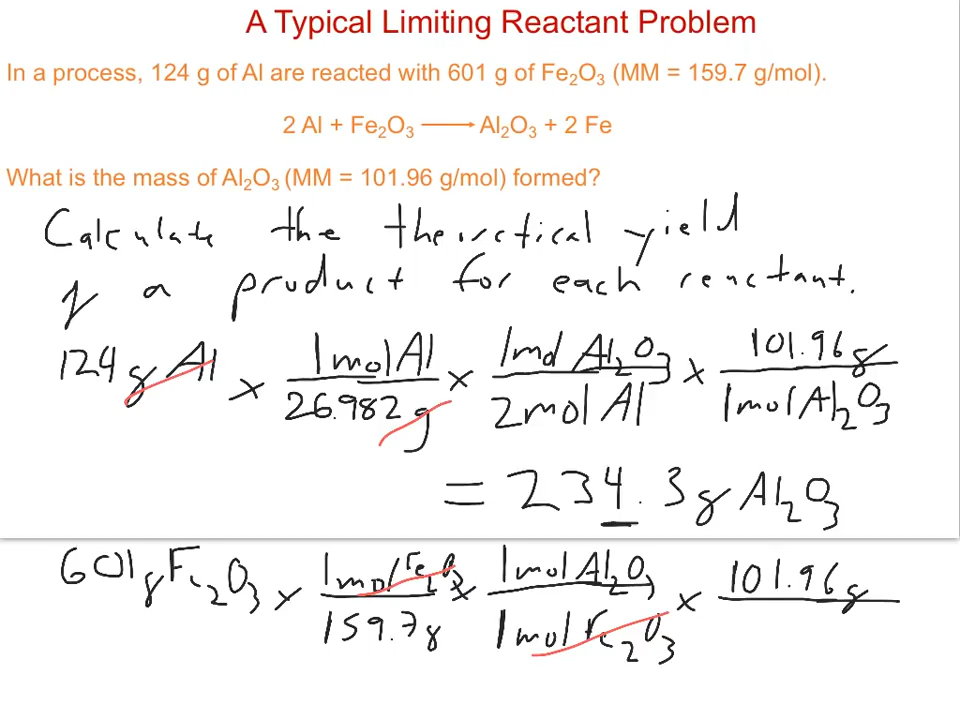 A Typical Limiting Reactant Problem
In a process, 124 g of Al are reacted with 601 g of Fe₂O₃ (MM = 159.7 g/mol).
2 Al + Fe₂O₃ ⟶ Al₂O₃ + 2 Fe
What is the mass of Al₂O₃ (MM = 101.96 g/mol) formed?
Calculate the theoretical yield
of a product for each reactant.
124 g Al × 1 mol Al / 26.982 g × 1 mol Al₂O₃ / 2 mol Al × 101.96 g / 1 mol Al₂O₃
= 234.3 g Al₂O₃
601 g Fe₂O₃ × 1 mol Fe₂O₃ / 159.7 g × 1 mol Al₂O₃ / 1 mol Fe₂O₃ × 101.96 g